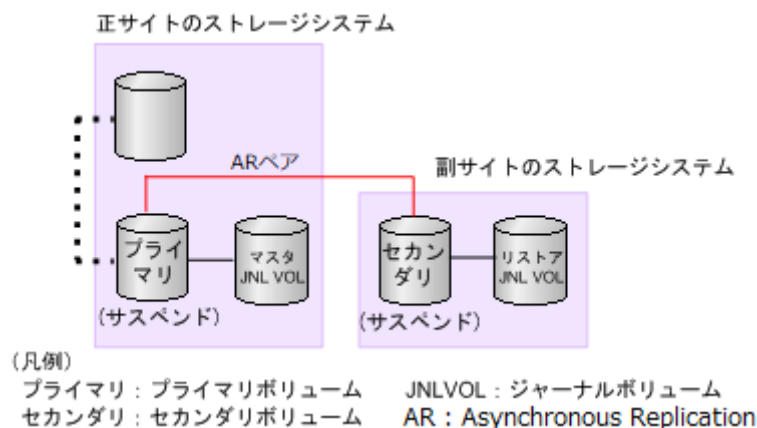 正サイトのストレージシステム
ARペア
副サイトのストレージシステム
プライ
マリ
マスタ
JNL VOL
セカン
ダリ
リストア
JNL VOL
(サスペンド)
(サスペンド)
(凡例)
プライマリ：プライマリボリューム
JNLVOL：ジャーナルボリューム
セカンダリ：セカンダリボリューム
AR：Asynchronous Replication